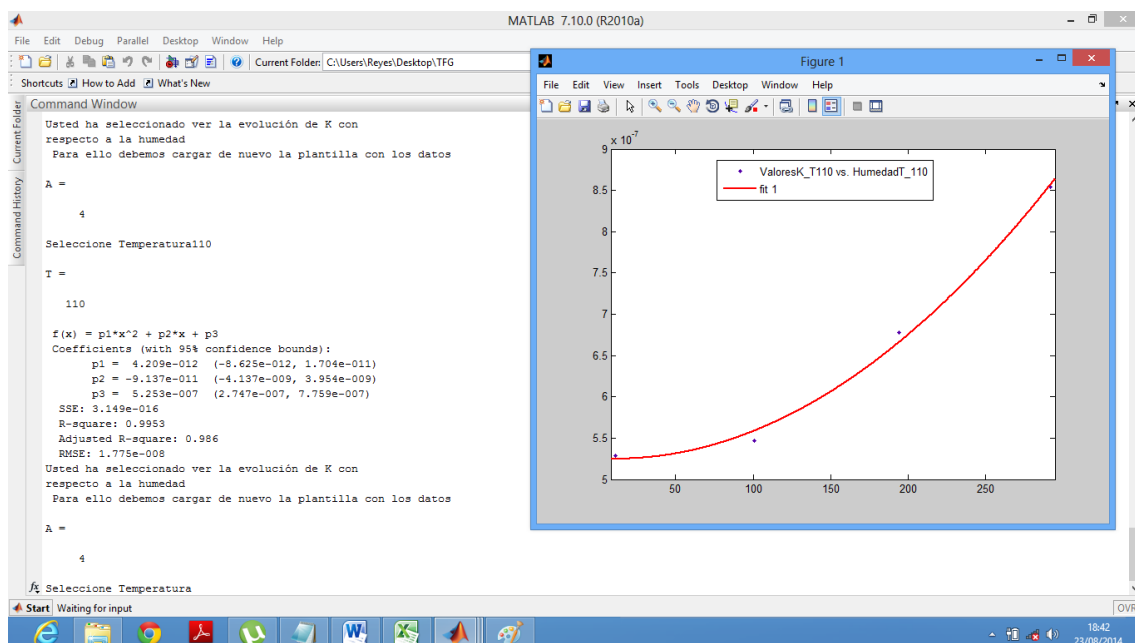 MATLAB 7.10.0 (R2010a)
File Edit Debug Parallel Desktop Window Help
Current Folder: C:\Users\Reyes\Desktop\TFG
Shortcuts How to Add What's New
Current Folder
Command History
Command Window
Usted ha seleccionado ver la evolución de K con
respecto a la humedad
Para ello debemos cargar de nuevo la plantilla con los datos
A =
4
Seleccione Temperatura110
T =
110
f(x) = p1*x^2 + p2*x + p3
Coefficients (with 95% confidence bounds):
p1 = 4.209e-012 (-8.625e-012, 1.704e-011)
p2 = -9.137e-011 (-4.137e-009, 3.954e-009)
p3 = 5.253e-007 (2.747e-007, 7.759e-007)
SSE: 3.149e-016
R-square: 0.9953
Adjusted R-square: 0.986
RMSE: 1.775e-008
Usted ha seleccionado ver la evolución de K con
respecto a la humedad
Para ello debemos cargar de nuevo la plantilla con los datos
A =
4
fx Seleccione Temperatura
Figure 1
File Edit View Insert Tools Desktop Window Help
x 10^-7
9
8.5
8
7.5
7
6.5
6
5.5
5
50 100 150 200 250
ValoresK_T110 vs. HumedadT_110
fit 1
Start Waiting for input
OVR
18:42
23/08/2014